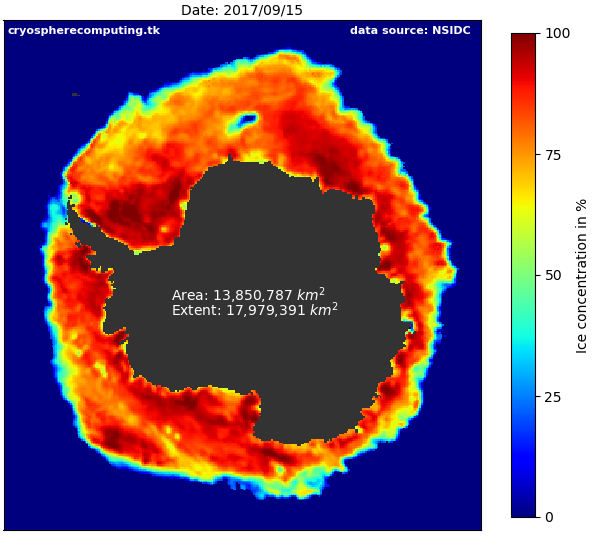 Date: 2017/09/15
cryospherecomputing.tk
data source: NSIDC
Area: 13,850,787 km²
Extent: 17,979,391 km²
100
75
50
25
0
Ice concentration in %